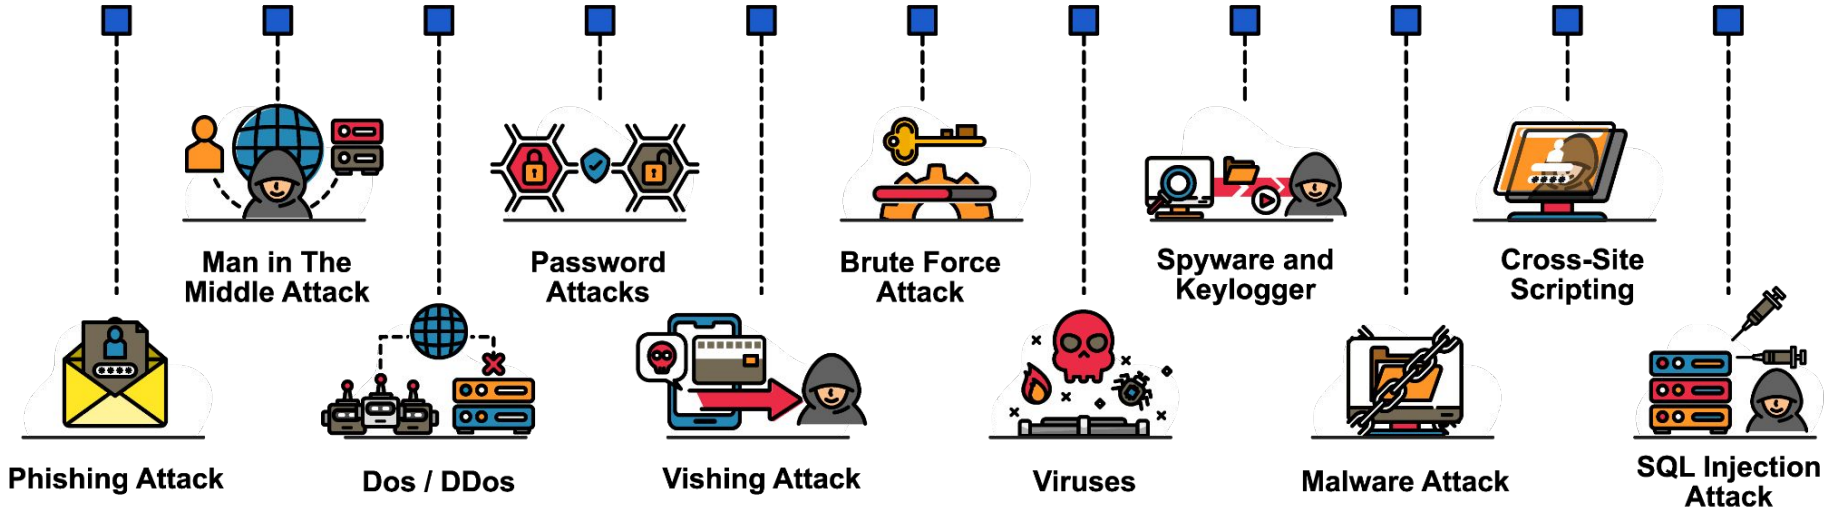 Man in The
Middle Attack
Password
Attacks
Brute Force
Attack
Spyware and
Keylogger
Cross-Site
Scripting
Phishing Attack
Dos / DDos
Vishing Attack
Viruses
Malware Attack
SQL Injection
Attack